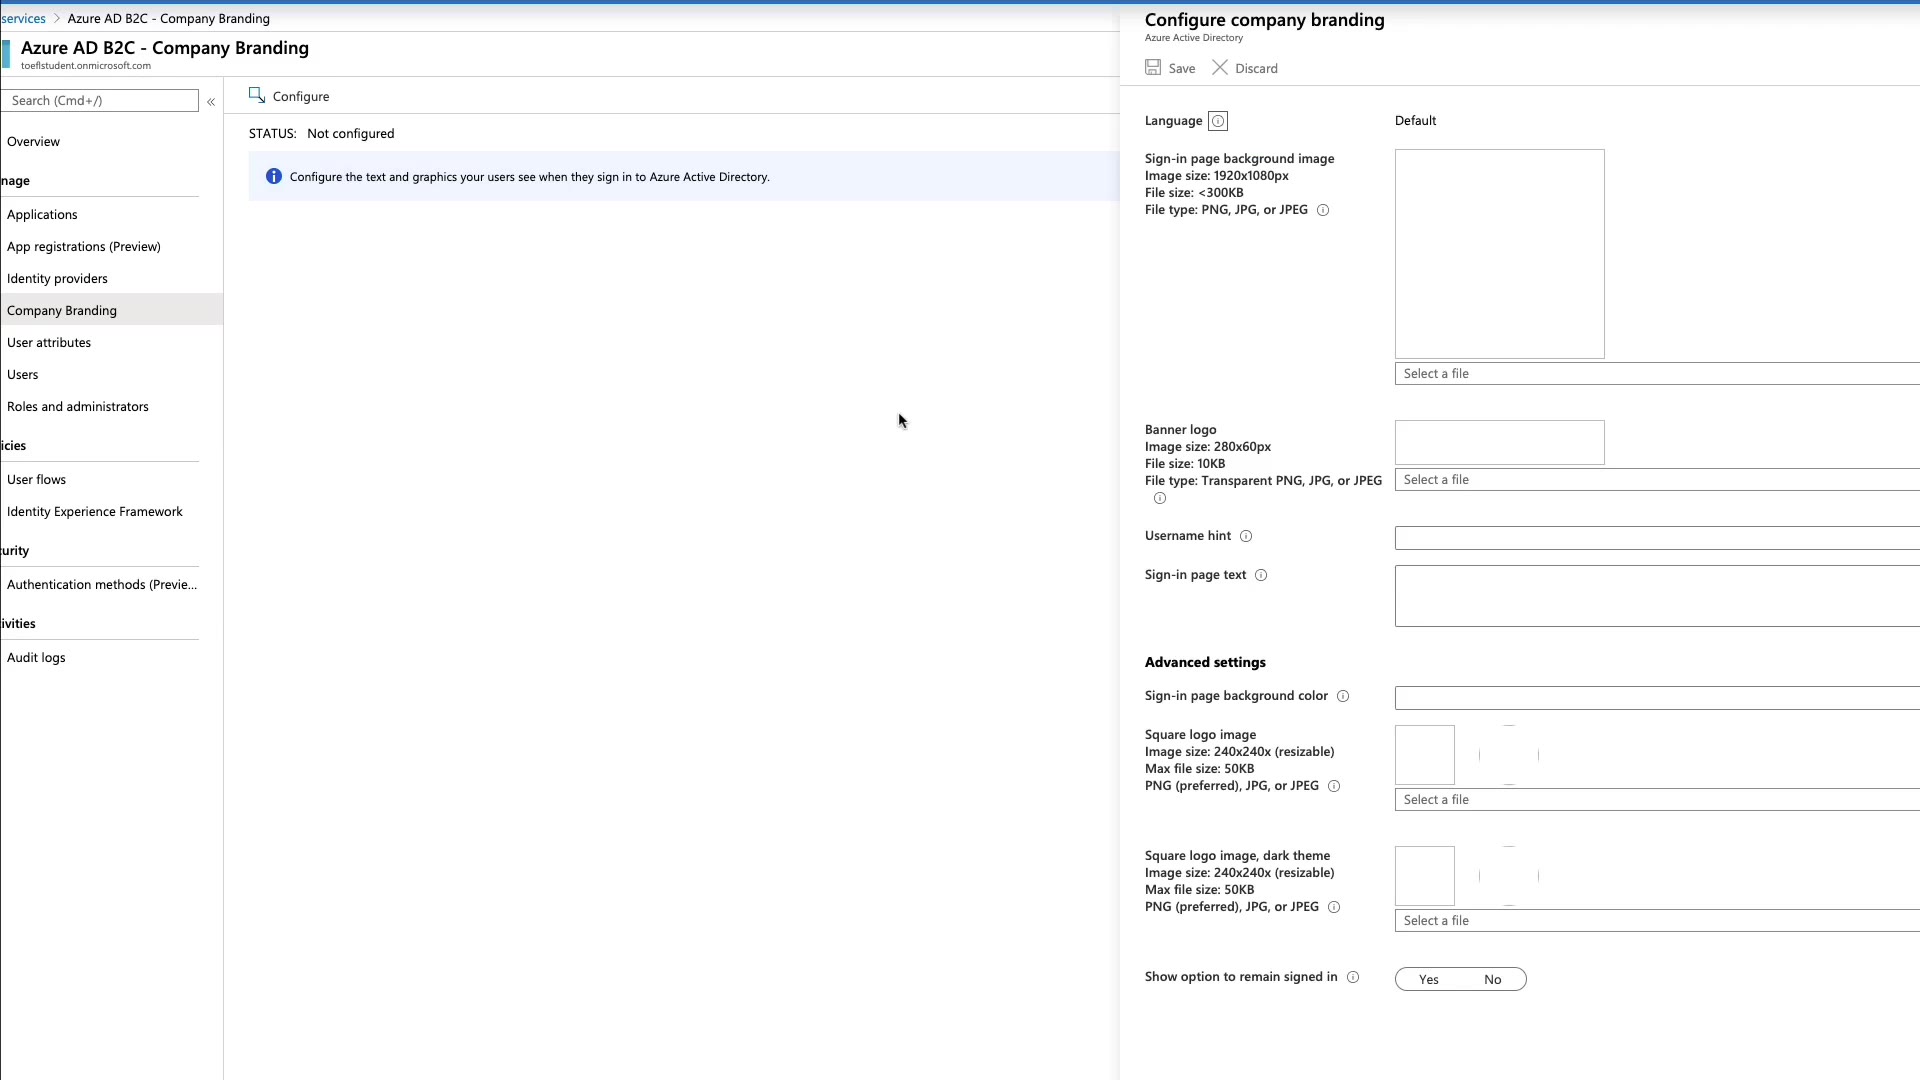 services > Azure AD B2C - Company Branding
Azure AD B2C - Company Branding
toeflstudent.onmicrosoft.com
Search (Cmd+/)
«
Overview
nage
Applications
App registrations (Preview)
Identity providers
Company Branding
User attributes
Users
Roles and administrators
icies
User flows
Identity Experience Framework
curity
Authentication methods (Previe...
ivities
Audit logs
Configure
STATUS: Not configured
Configure the text and graphics your users see when they sign in to Azure Active Directory.
Configure company branding
Azure Active Directory
Save
Discard
Language
Default
Sign-in page background image
Image size: 1920x1080px
File size: <300KB
File type: PNG, JPG, or JPEG
Select a file
Banner logo
Image size: 280x60px
File size: 10KB
File type: Transparent PNG, JPG, or JPEG
Select a file
Username hint
Sign-in page text
Advanced settings
Sign-in page background color
Square logo image
Image size: 240x240x (resizable)
Max file size: 50KB
PNG (preferred), JPG, or JPEG
Select a file
Square logo image, dark theme
Image size: 240x240x (resizable)
Max file size: 50KB
PNG (preferred), JPG, or JPEG
Select a file
Show option to remain signed in
Yes No